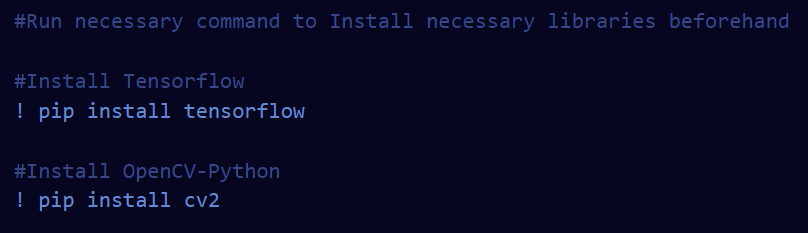 #Run necessary command to Install necessary libraries beforehand
#Install Tensorflow
! pip install tensorflow
#Install OpenCV-Python
! pip install cv2